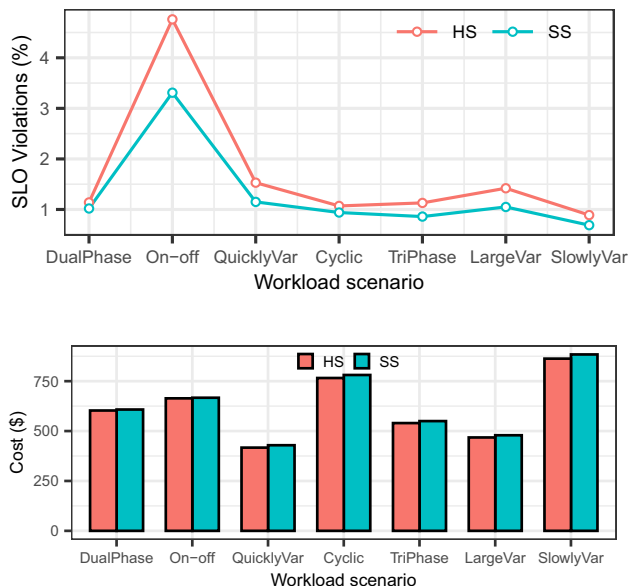 HS SS
SLO Violations (%)
4
3
2
1
DualPhase On−off QuicklyVar Cyclic TriPhase LargeVar SlowlyVar
Workload scenario
HS SS
Cost ($)
750
500
250
0
DualPhase On−off QuicklyVar Cyclic TriPhase LargeVar SlowlyVar
Workload scenario